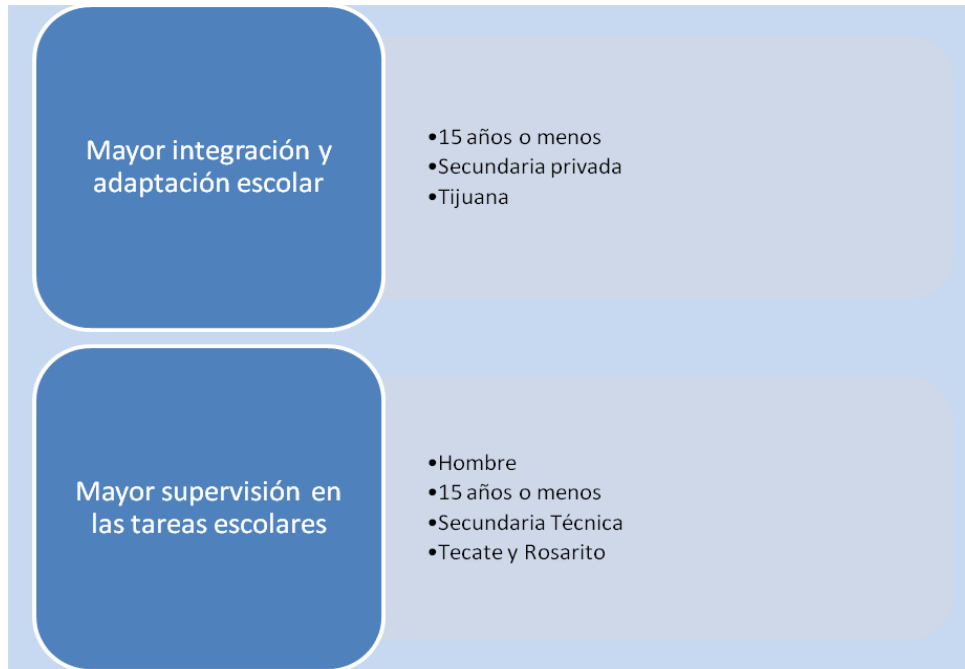 Mayor integración y
adaptación escolar
•15 años o menos
•Secundaria privada
•Tijuana
Mayor supervisión en
las tareas escolares
•Hombre
•15 años o menos
•Secundaria Técnica
•Tecate y Rosarito